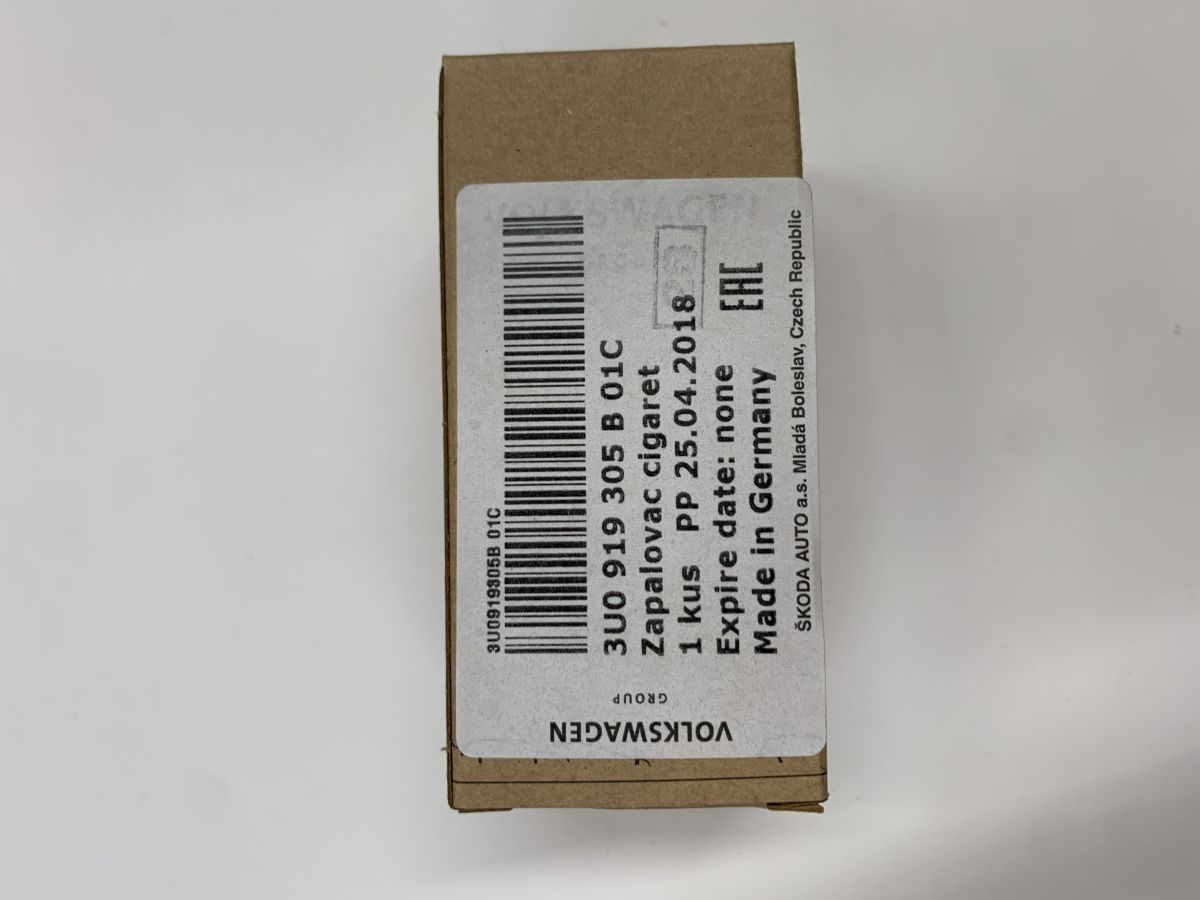 3U0919305B 01C
3U0 919 305 B 01C
Zapalovac cigaret
1 kus PP 25.04.2018
Expire date: none
Made in Germany
EAC
ŠKODA AUTO a.s. Mladá Boleslav, Czech Republic
VOLKSWAGEN
GROUP